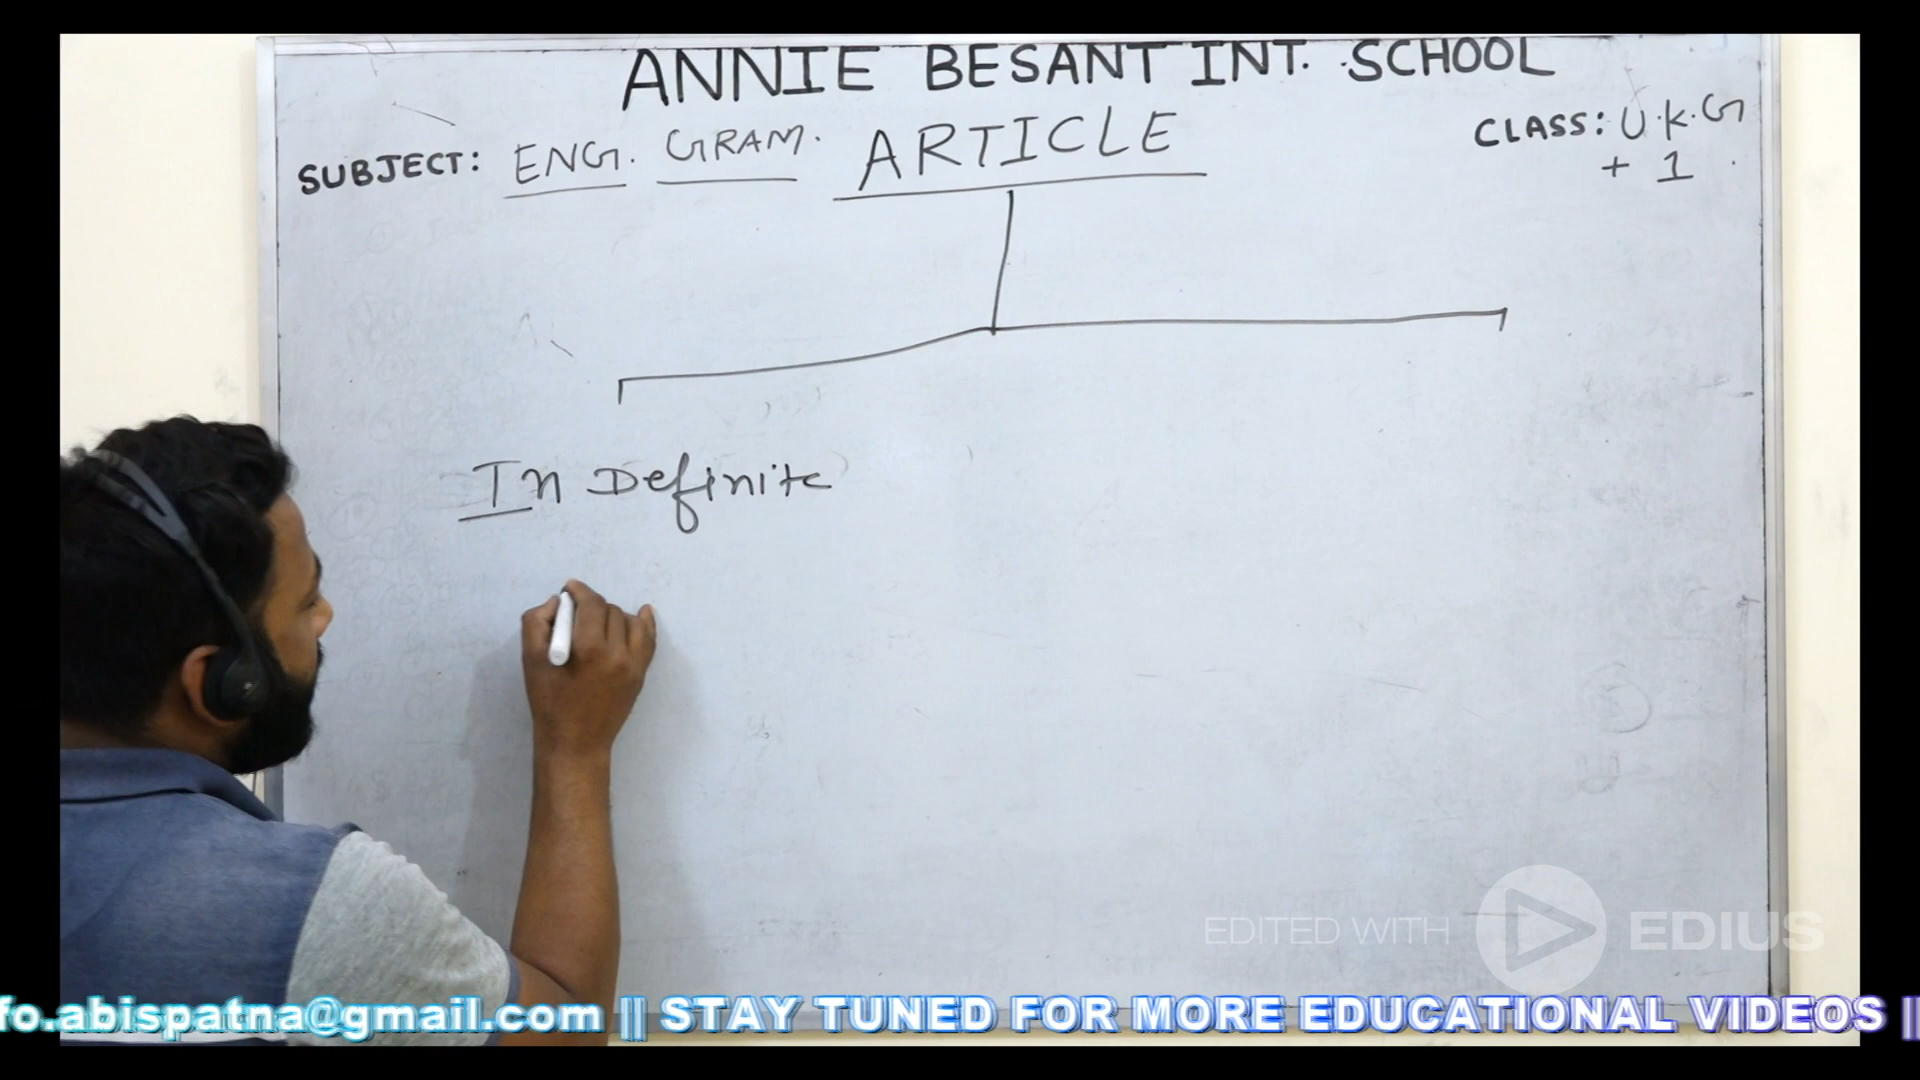 ANNIE BESANT INT. SCHOOL
SUBJECT: ENG. GRAM. ARTICLE
CLASS: U.K.G
+ 1
In Definite
EDITED WITH EDIUS
fo.abispatna@gmail.com || STAY TUNED FOR MORE EDUCATIONAL VIDEOS ||